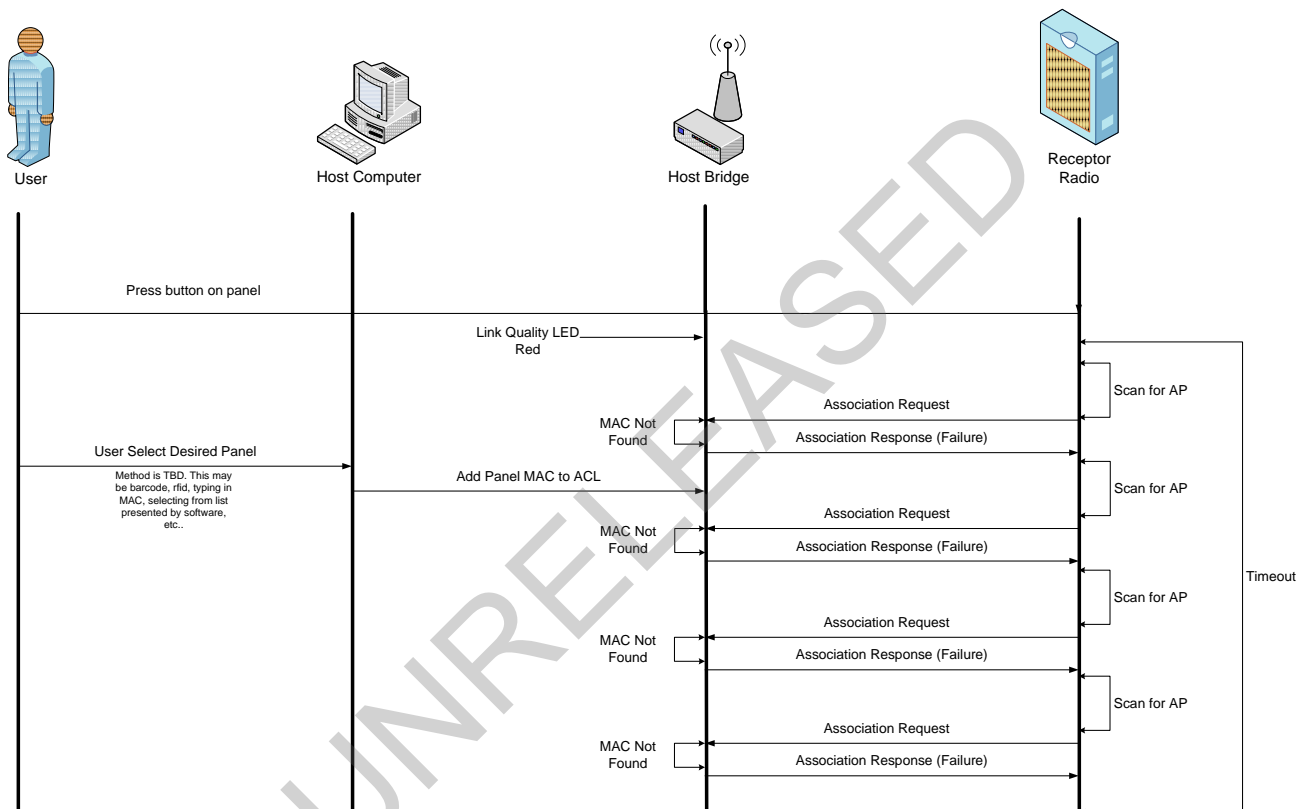 User
Host Computer
Host Bridge
Receptor
Radio
Press button on panel
Link Quality LED
Red
Scan for AP
Association Request
MAC Not
Found
Association Response (Failure)
User Select Desired Panel
Method is TBD. This may
be barcode, rfid, typing in
MAC, selecting from list
presented by software,
etc..
Add Panel MAC to ACL
Scan for AP
Association Request
MAC Not
Found
Association Response (Failure)
Timeout
Scan for AP
Association Request
MAC Not
Found
Association Response (Failure)
Scan for AP
Association Request
MAC Not
Found
Association Response (Failure)
UNRELEASED